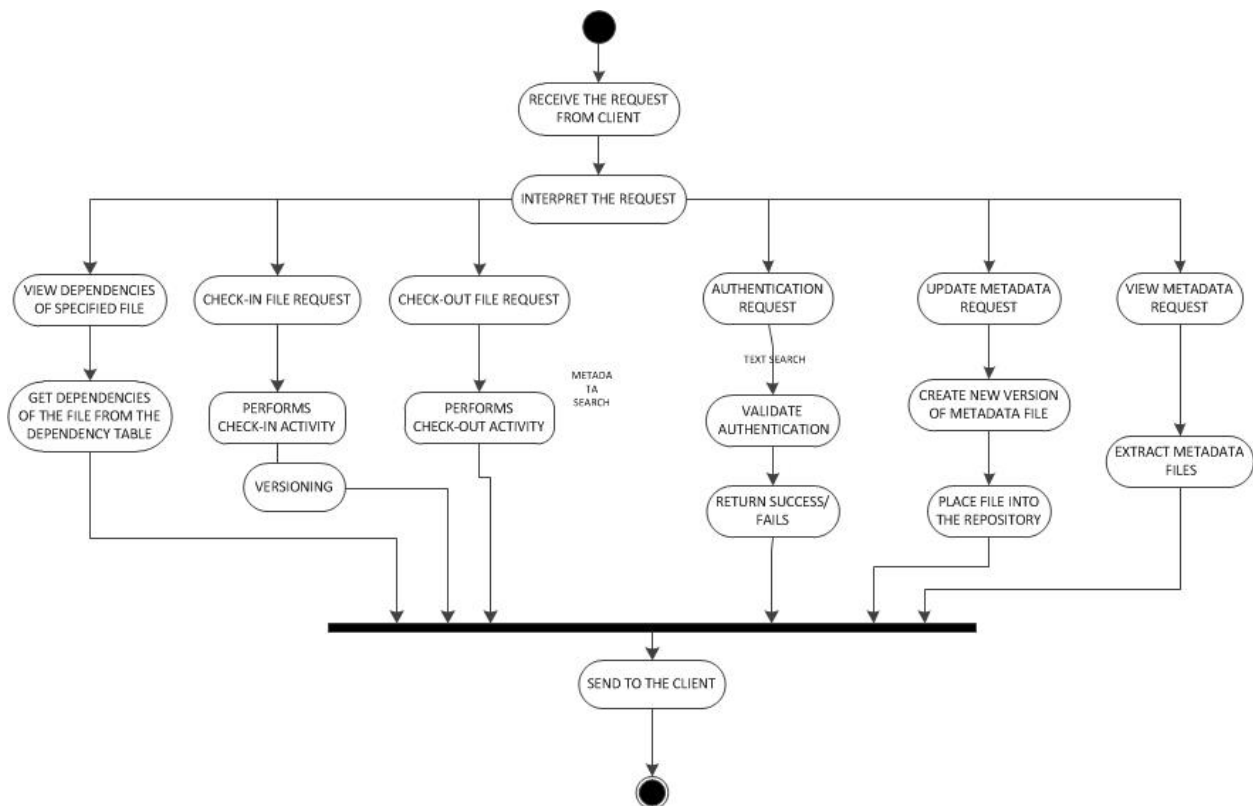 RECEIVE THE REQUEST
FROM CLIENT
INTERPRET THE REQUEST
VIEW DEPENDENCIES
OF SPECIFIED FILE
CHECK-IN FILE REQUEST
CHECK-OUT FILE REQUEST
AUTHENTICATION
REQUEST
UPDATE METADATA
REQUEST
VIEW METADATA
REQUEST
TEXT SEARCH
METADA
TA
SEARCH
GET DEPENDENCIES
OF THE FILE FROM THE
DEPENDENCY TABLE
PERFORMS
CHECK-IN ACTIVITY
PERFORMS
CHECK-OUT ACTIVITY
VALIDATE
AUTHENTICATION
CREATE NEW VERSION
OF METADATA FILE
EXTRACT METADATA
FILES
VERSIONING
RETURN SUCCESS/
FAILS
PLACE FILE INTO
THE REPOSITORY
SEND TO THE CLIENT